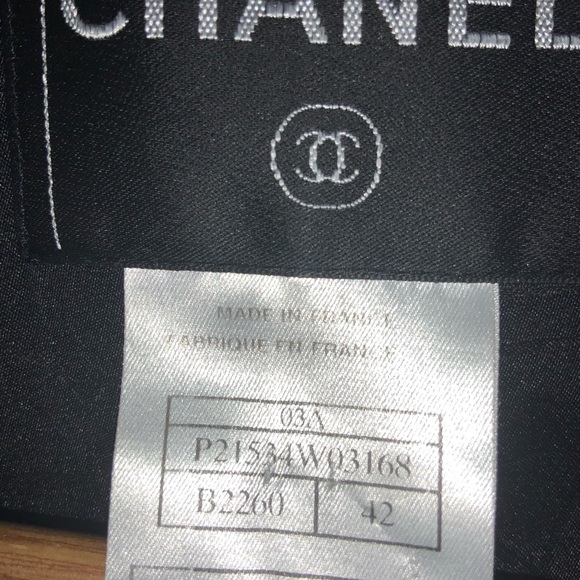 CHANEL
MADE IN FRANCE
FABRIQUE EN FRANCE
03A
P21534W03168
B2260 42